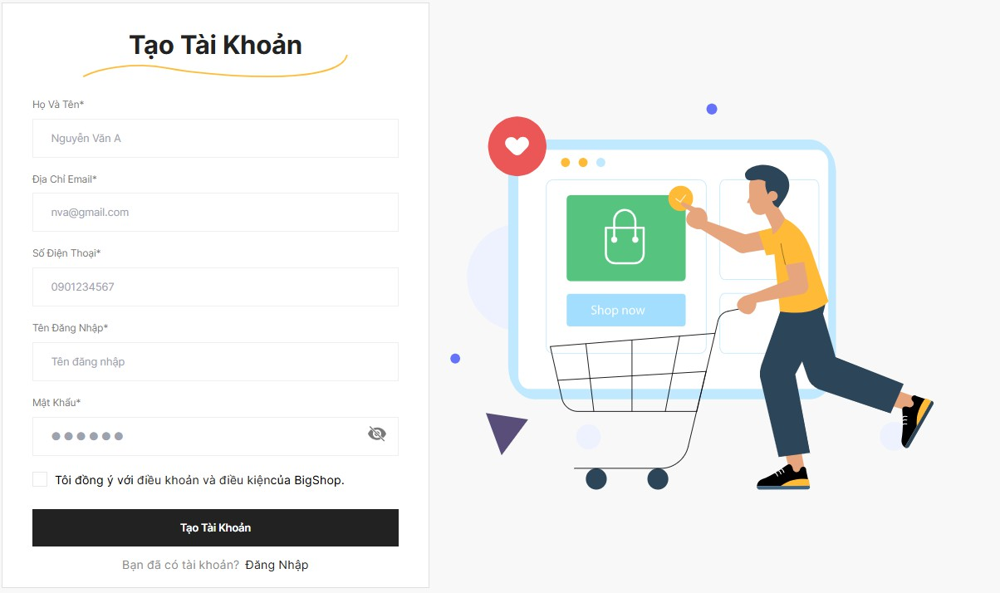 Tạo Tài Khoản
Họ Và Tên*
Nguyễn Văn A
Địa Chỉ Email*
nva@gmail.com
Số Điện Thoại*
0901234567
Tên Đăng Nhập*
Tên đăng nhập
Mật Khẩu*
Tôi đồng ý với điều khoản và điều kiệncủa BigShop.
Tạo Tài Khoản
Bạn đã có tài khoản? Đăng Nhập
Shop now